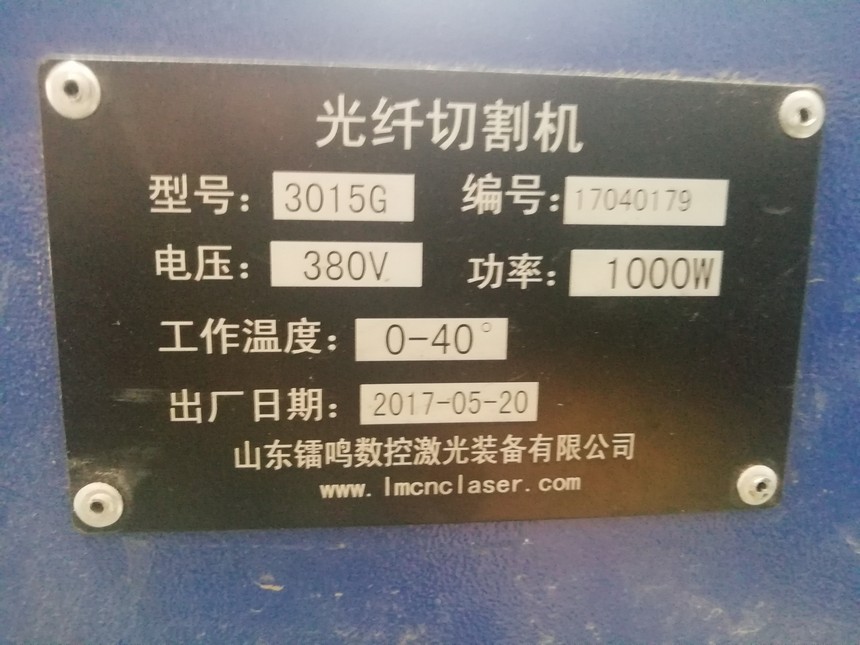 光纤切割机
型号：3015G 编号：17040179
电压：380V 功率：1000W
工作温度：0-40°
出厂日期：2017-05-20
山东镭鸣数控激光装备有限公司
www.lmcnclaser.com